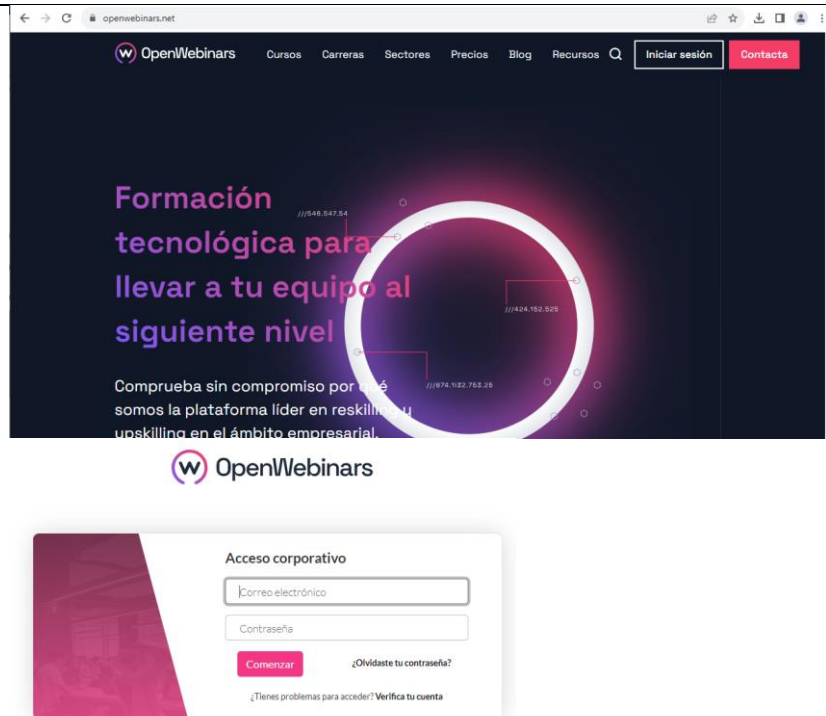 openwebinars.net
OpenWebinars Cursos Carreras Sectores Precios Blog Recursos Iniciar sesión Contacta
Formación
///546.547.54
tecnológica para
llevar a tu equipo al
///424.152.525
siguiente nivel
Comprueba sin compromiso por qué
///974.1132.753.25
somos la plataforma líder en reskilling y
upskilling en el ámbito empresarial.
OpenWebinars
Acceso corporativo
Correo electrónico
Contraseña
Comenzar ¿Olvidaste tu contraseña?
¿Tienes problemas para acceder? Verifica tu cuenta